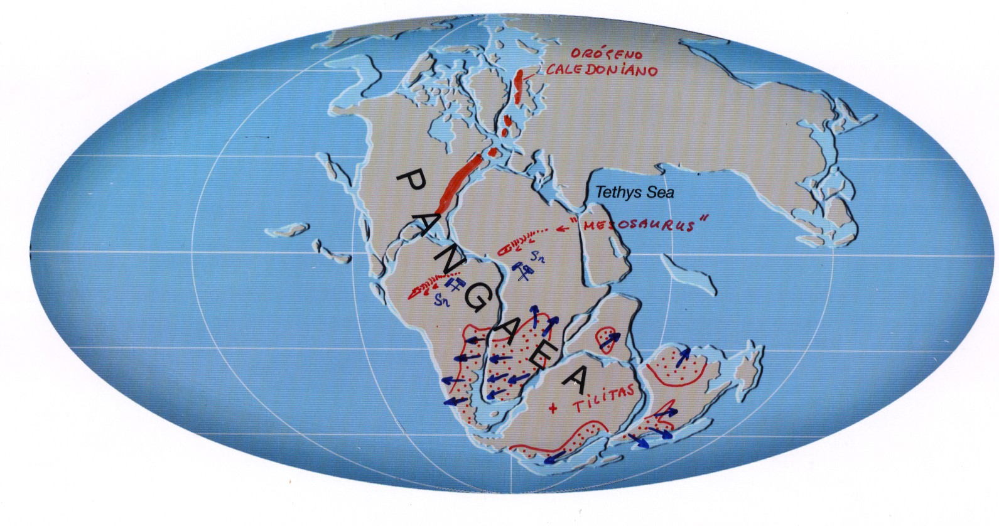 ORÓGENO
CALEDONIANO
Tethys Sea
"MESOSAURUS"
PANGAEA
Sn
Sn
+ TILITAS